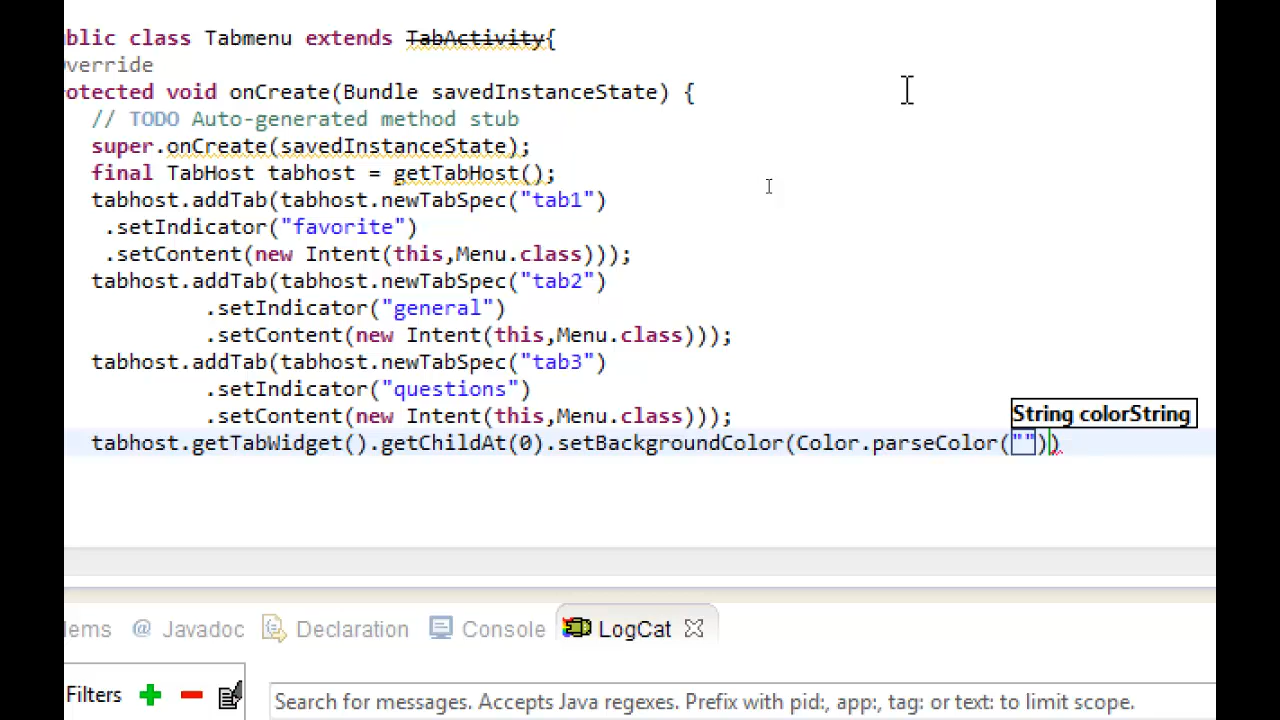 blic class Tabmenu extends TabActivity{
verride
otected void onCreate(Bundle savedInstanceState) {
// TODO Auto-generated method stub
super.onCreate(savedInstanceState);
final TabHost tabhost = getTabHost();
tabhost.addTab(tabhost.newTabSpec("tab1")
.setIndicator("favorite")
.setContent(new Intent(this,Menu.class)));
tabhost.addTab(tabhost.newTabSpec("tab2")
.setIndicator("general")
.setContent(new Intent(this,Menu.class)));
tabhost.addTab(tabhost.newTabSpec("tab3")
.setIndicator("questions")
.setContent(new Intent(this,Menu.class)));
String colorString
tabhost.getTabWidget().getChildAt(0).setBackgroundColor(Color.parseColor(""))
lems @ Javadoc Declaration Console LogCat
Filters
Search for messages. Accepts Java regexes. Prefix with pid:, app:, tag: or text: to limit scope.